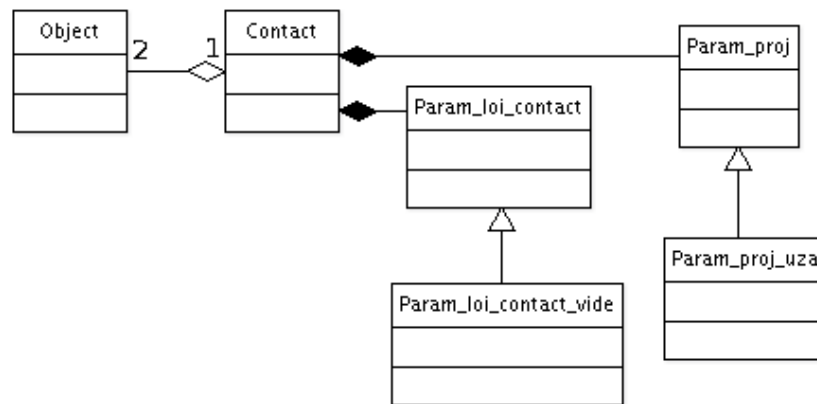 Object
2
1
Contact
Param_proj
Param_loi_contact
Param_proj_uza
Param_loi_contact_vide